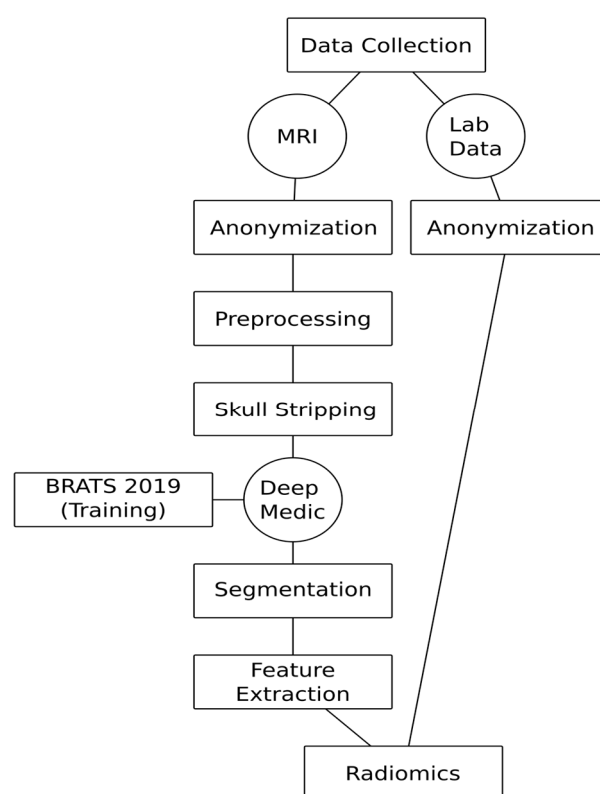 Data Collection
MRI
Lab
Data
Anonymization
Anonymization
Preprocessing
Skull Stripping
BRATS 2019
(Training)
Deep
Medic
Segmentation
Feature
Extraction
Radiomics